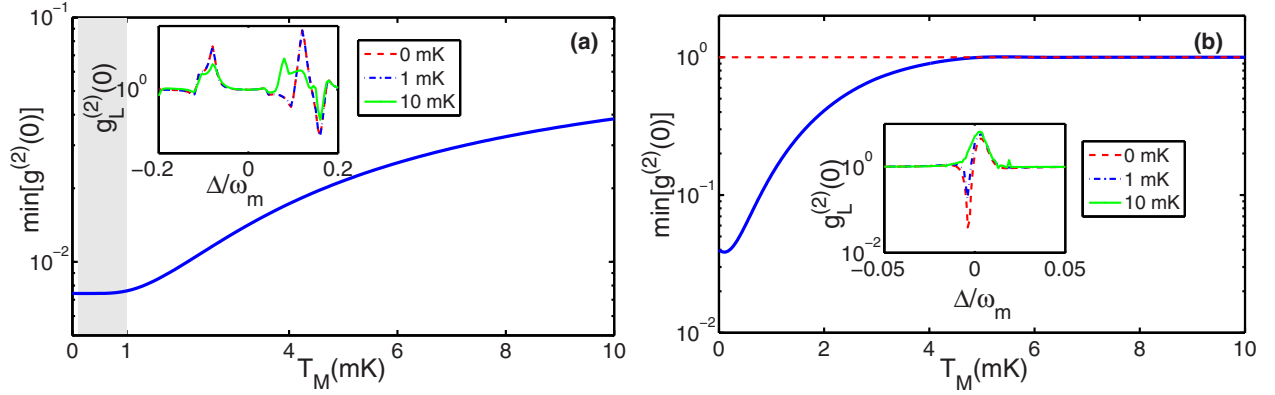 (a)
min[g^(2)(0)]
10^-1
10^-2
0 1 4 6 8 10
T_M(mK)
g_L^(2)(0)
10^0
−0.2 0 0.2
Δ/ω_m
0 mK
1 mK
10 mK
(b)
min[g^(2)(0)]
10^0
10^-1
10^-2
0 2 4 6 8 10
T_M(mK)
g_L^(2)(0)
10^0
10^-2
−0.05 0 0.05
Δ/ω_m
0 mK
1 mK
10 mK